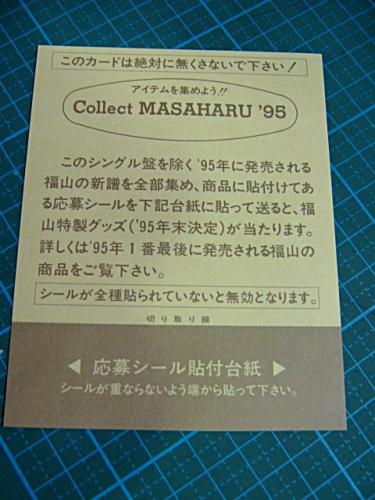 このカードは絶対に無くさないで下さい！
アイテムを集めよう!!
Collect MASAHARU '95
このシングル盤を除く'95年に発売される
福山の新譜を全部集め、商品に貼付けてあ
る応募シールを下記台紙に貼って送ると、福
山特製グッズ('95年末決定)が当たります。
詳しくは'95年1番最後に発売される福山の
商品をご覧下さい。
シールが全種貼られていないと無効となります。
切り取り線
◀ 応募シール貼付台紙 ▶
シールが重ならないよう端から貼って下さい。